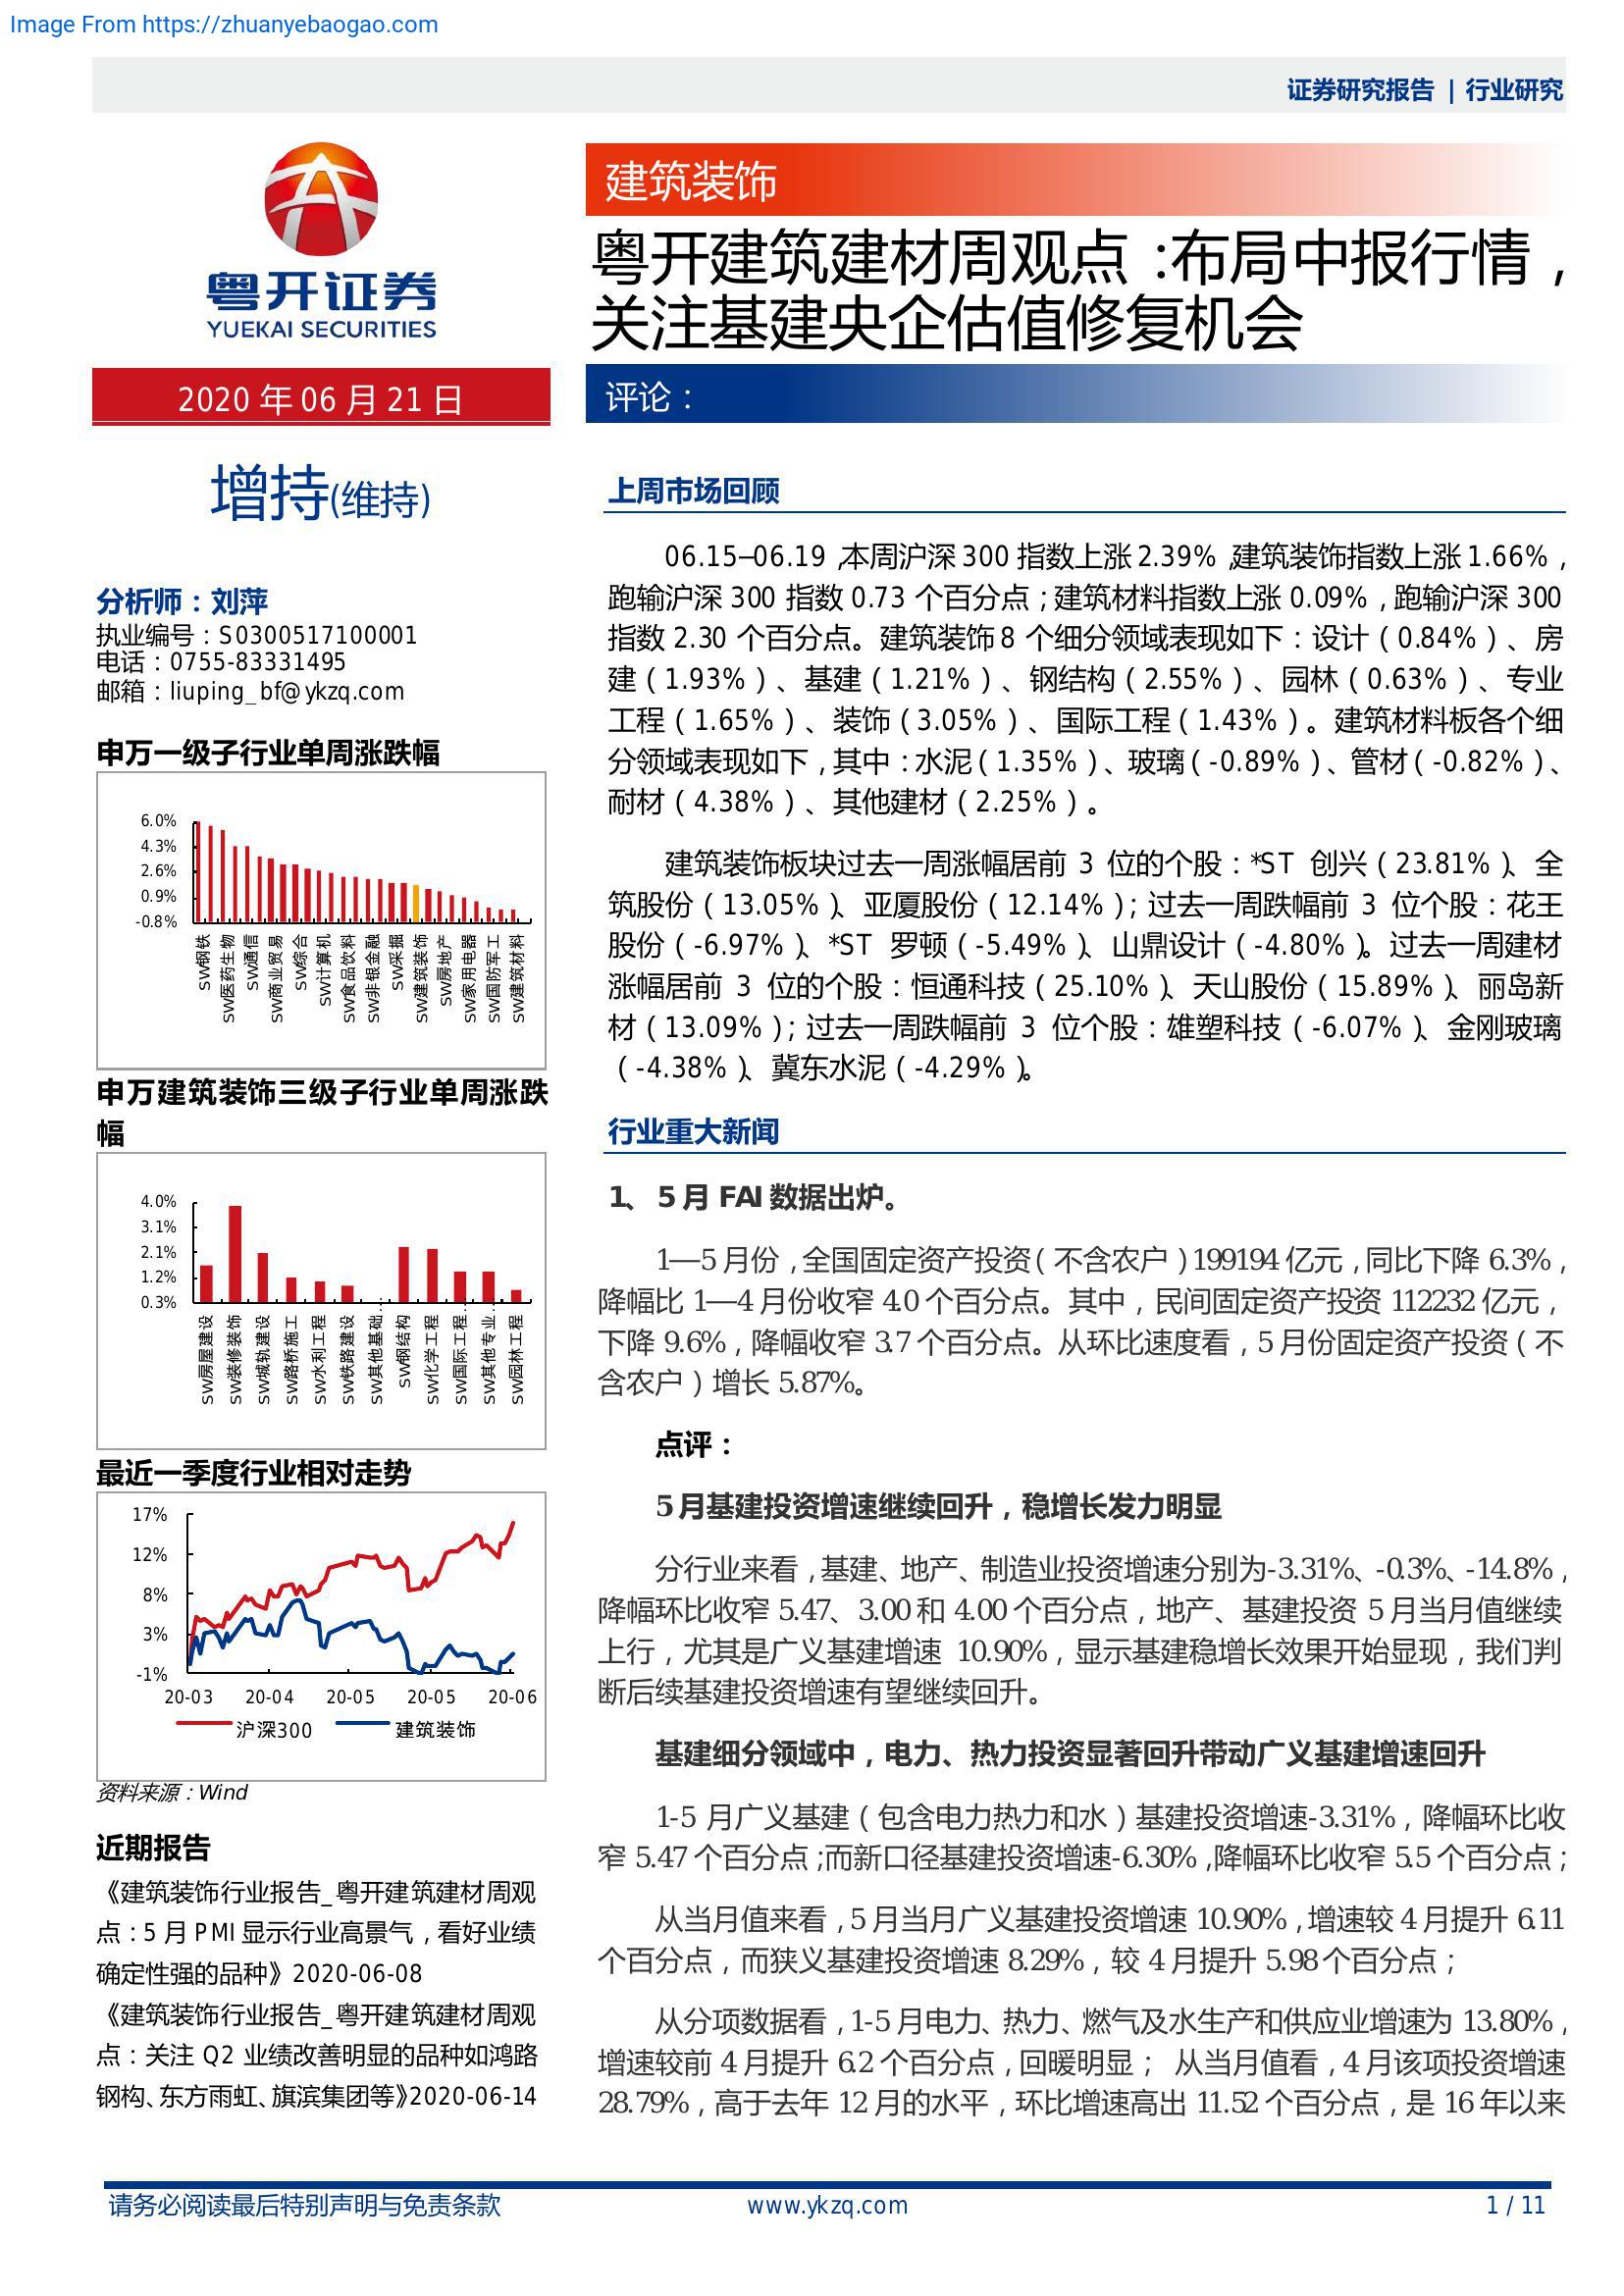 Image From https://zhuanyebaogao.com
证券研究报告 | 行业研究
粤开证券
YUEKAI SECURITIES
2020 年 06 月 21 日
增持(维持)
分析师：刘萍
执业编号：S0300517100001
电话：0755-83331495
邮箱：liuping_bf@ykzq.com
申万一级子行业单周涨跌幅
6.0%
4.3%
2.6%
0.9%
-0.8%
SW钢铁
SW医药生物
SW通信
SW商业贸易
SW综合
SW计算机
SW食品饮料
SW非银金融
SW采掘
SW建筑装饰
SW房地产
SW家用电器
SW国防军工
SW建筑材料
申万建筑装饰三级子行业单周涨跌
幅
4.0%
3.1%
2.1%
1.2%
0.3%
SW房屋建设
SW装修装饰
SW城轨建设
SW路桥施工
SW水利工程
SW铁路建设
SW其他基础…
SW钢结构
SW化学工程
SW国际工程…
SW其他专业…
SW园林工程
最近一季度行业相对走势
17%
12%
8%
3%
-1%
20-03 20-04 20-05 20-05 20-06
沪深300 建筑装饰
资料来源：Wind
近期报告
《建筑装饰行业报告_粤开建筑建材周观
点：5 月 PMI 显示行业高景气，看好业绩
确定性强的品种》2020-06-08
《建筑装饰行业报告_粤开建筑建材周观
点：关注 Q2 业绩改善明显的品种如鸿路
钢构、东方雨虹、旗滨集团等》2020-06-14
建筑装饰
粤开建筑建材周观点：布局中报行情，
关注基建央企估值修复机会
评论：
上周市场回顾
06.15—06.19，本周沪深 300 指数上涨 2.39%，建筑装饰指数上涨 1.66%，
跑输沪深 300 指数 0.73 个百分点；建筑材料指数上涨 0.09%，跑输沪深 300
指数 2.30 个百分点。建筑装饰 8 个细分领域表现如下：设计（0.84%）、房
建（1.93%）、基建（1.21%）、钢结构（2.55%）、园林（0.63%）、专业
工程（1.65%）、装饰（3.05%）、国际工程（1.43%）。建筑材料板各个细
分领域表现如下，其中：水泥（1.35%）、玻璃（-0.89%）、管材（-0.82%）、
耐材（4.38%）、其他建材（2.25%）。
建筑装饰板块过去一周涨幅居前 3 位的个股：*ST 创兴（23.81%）、全
筑股份（13.05%）、亚厦股份（12.14%）；过去一周跌幅前 3 位个股：花王
股份（-6.97%）、*ST 罗顿（-5.49%）、山鼎设计（-4.80%）。过去一周建材
涨幅居前 3 位的个股：恒通科技（25.10%）、天山股份（15.89%）、丽岛新
材（13.09%）；过去一周跌幅前 3 位个股：雄塑科技（-6.07%）、金刚玻璃
（-4.38%）、冀东水泥（-4.29%）。
行业重大新闻
1、 5 月 FAI 数据出炉。
1—5 月份，全国固定资产投资（不含农户）199194 亿元，同比下降 6.3%，
降幅比 1—4 月份收窄 4.0 个百分点。其中，民间固定资产投资 112232 亿元，
下降 9.6%，降幅收窄 3.7 个百分点。从环比速度看，5 月份固定资产投资（不
含农户）增长 5.87%。
点评：
5 月基建投资增速继续回升，稳增长发力明显
分行业来看，基建、地产、制造业投资增速分别为-3.31%、-0.3%、-14.8%，
降幅环比收窄 5.47、3.00 和 4.00 个百分点，地产、基建投资 5 月当月值继续
上行，尤其是广义基建增速 10.90%，显示基建稳增长效果开始显现，我们判
断后续基建投资增速有望继续回升。
基建细分领域中，电力、热力投资显著回升带动广义基建增速回升
1-5 月广义基建（包含电力热力和水）基建投资增速-3.31%，降幅环比收
窄 5.47 个百分点；而新口径基建投资增速-6.30%，降幅环比收窄 5.5 个百分点；
从当月值来看，5 月当月广义基建投资增速 10.90%，增速较 4 月提升 6.11
个百分点，而狭义基建投资增速 8.29%，较 4 月提升 5.98 个百分点；
从分项数据看，1-5 月电力、热力、燃气及水生产和供应业增速为 13.80%，
增速较前 4 月提升 6.2 个百分点，回暖明显； 从当月值看，4 月该项投资增速
28.79%，高于去年 12 月的水平，环比增速高出 11.52 个百分点，是 16 年以来
请务必阅读最后特别声明与免责条款
www.ykzq.com
1 / 11